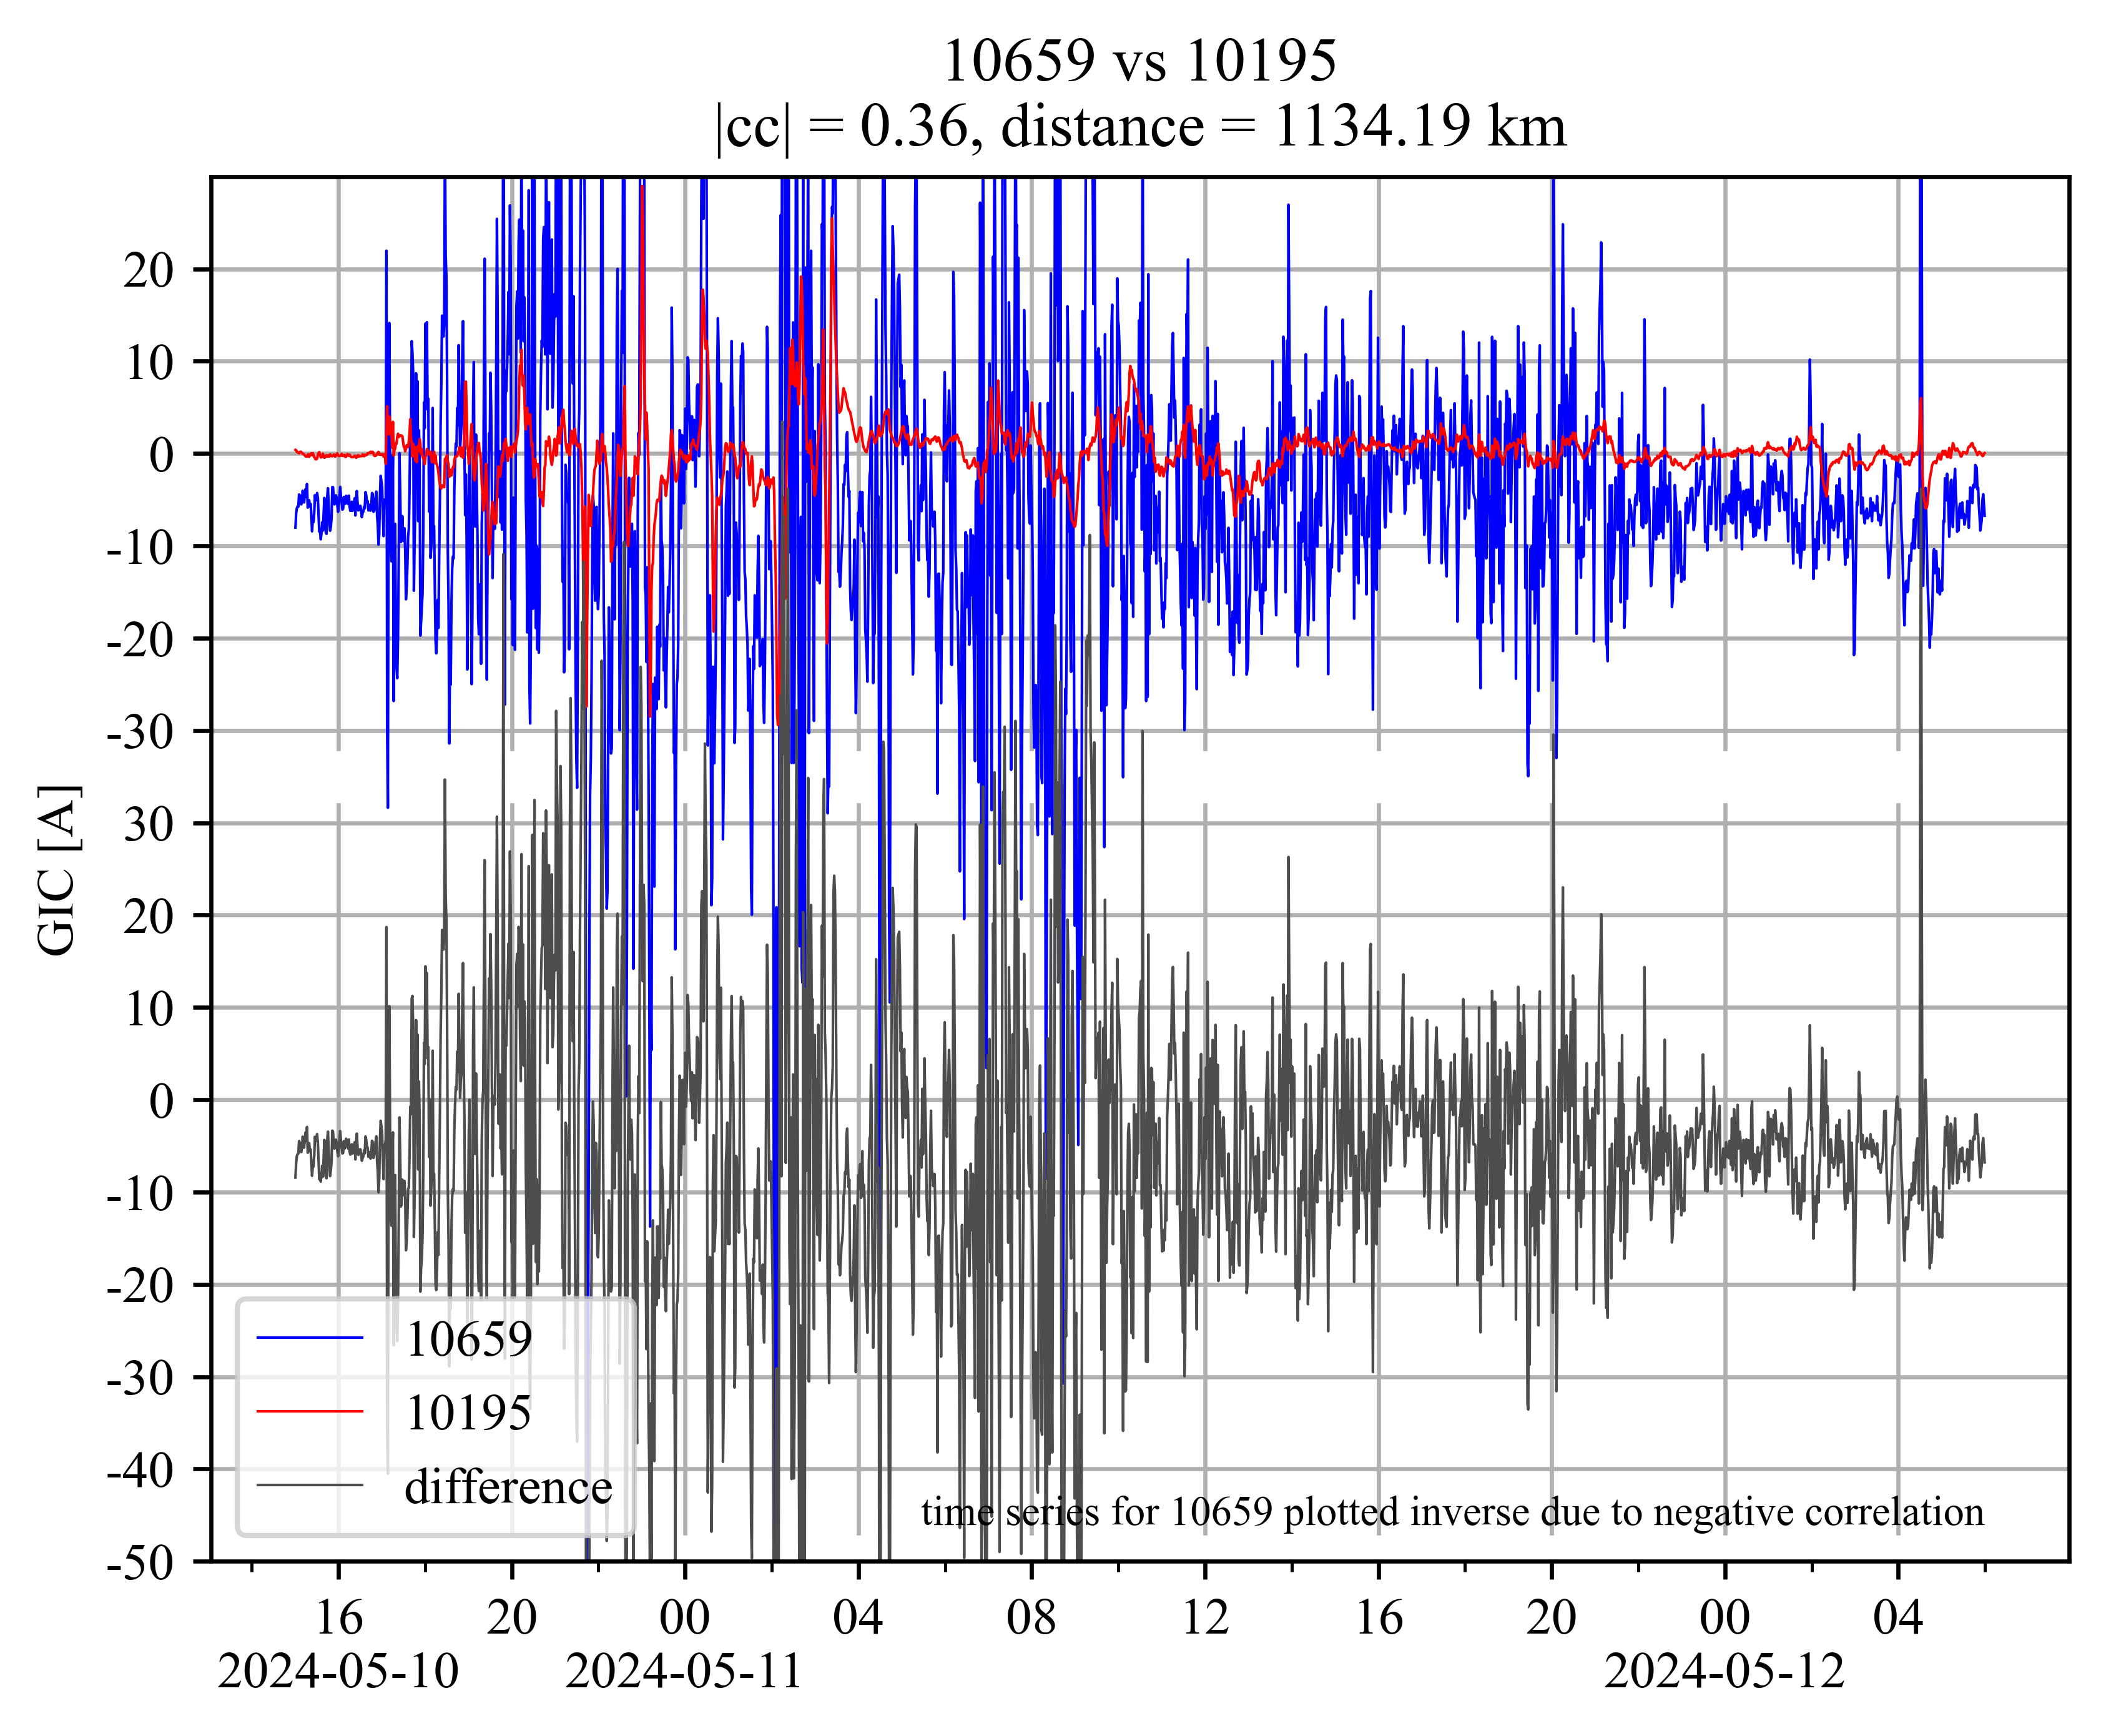 10659 vs 10195
|cc| = 0.36, distance = 1134.19 km
GIC [A]
20
10
0
-10
-20
-30
30
20
10
0
-10
-20
-30
-40
-50
10659
10195
difference
time series for 10659 plotted inverse due to negative correlation
16 20 00 04 08 12 16 20 00 04
2024-05-10 2024-05-11 2024-05-12